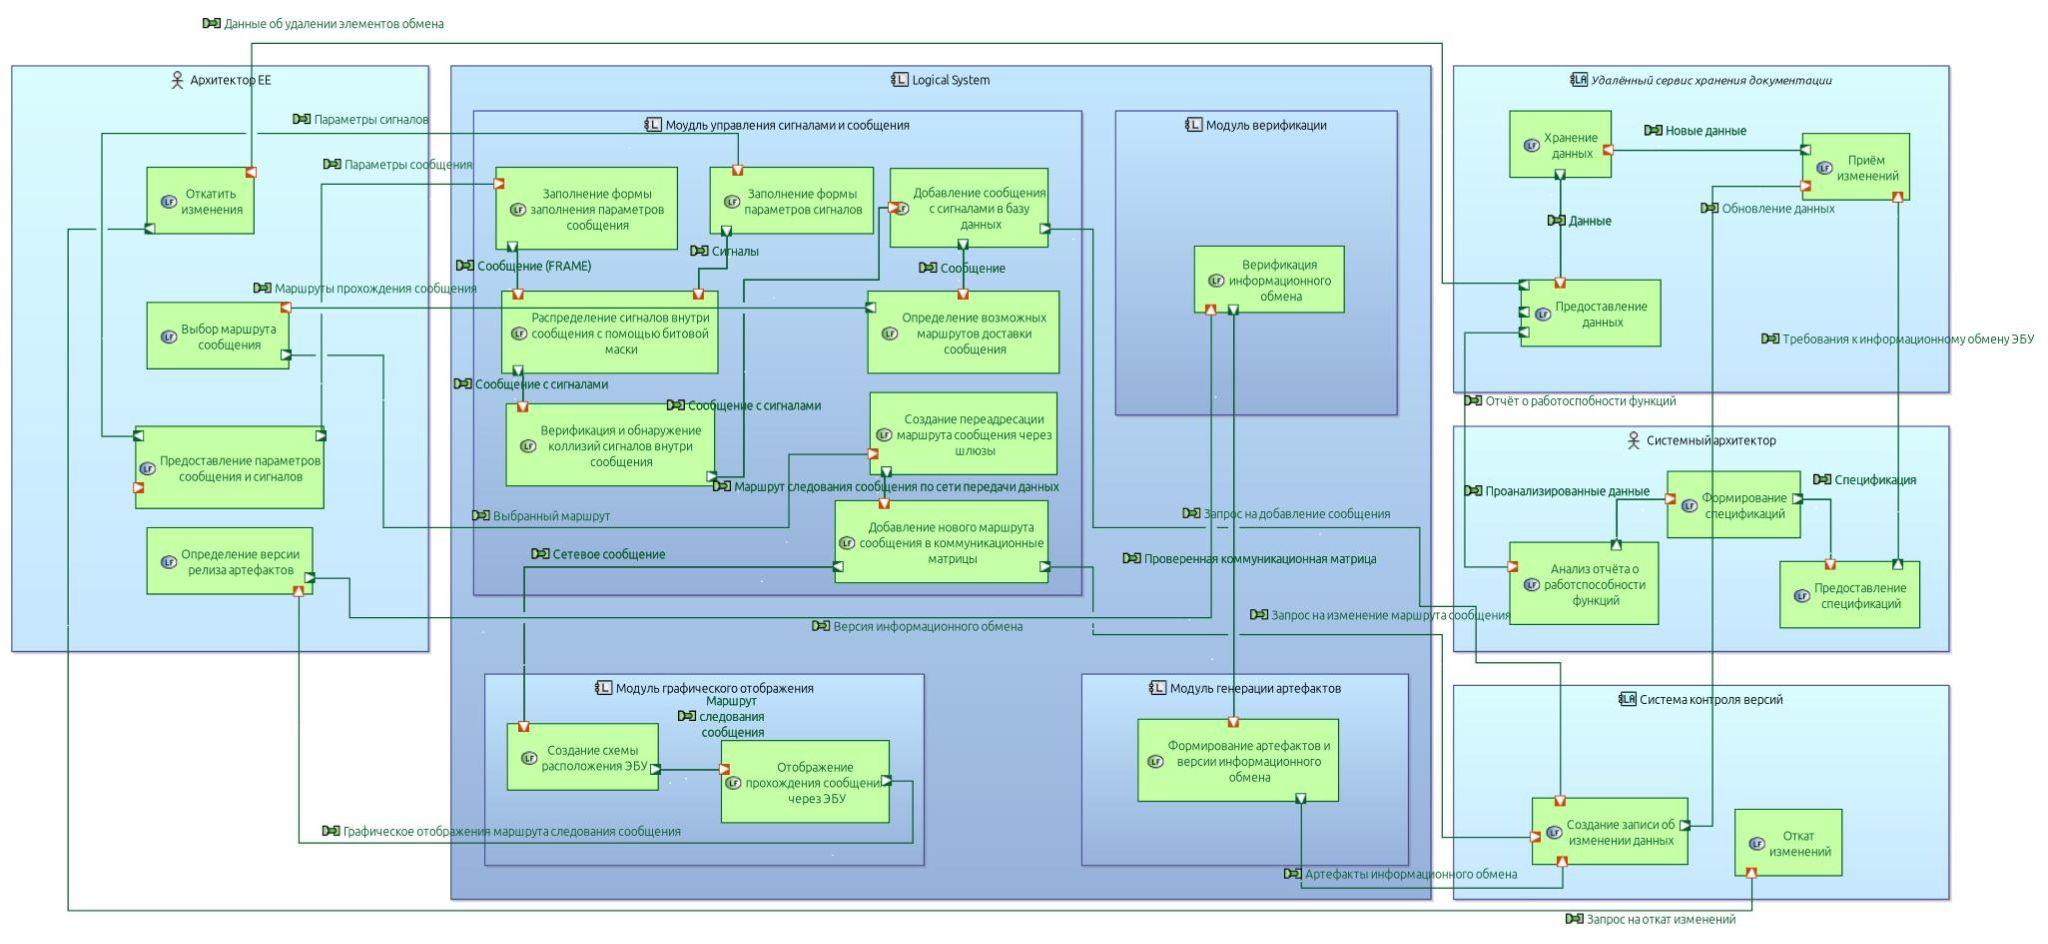 Данные об удалении элементов обмена
Архитектор EE
Параметры сигналов
Параметры сообщения
Откатить
изменения
Маршруты прохождения сообщения
Выбор маршрута
сообщения
Предоставление параметров
сообщения и сигналов
Определение версии
релиза артефактов
Logical System
Моудль управления сигналами и сообщения
Заполнение формы
заполнения параметров
сообщения
Заполнение формы
параметров сигналов
Добавление сообщения
с сигналами в базу
данных
Сигналы
Сообщение (FRAME)
Сообщение
Распределение сигналов внутри
сообщения с помощью битовой
маски
Определение возможных
маршрутов доставки
сообщения
Сообщение с сигналами
Сообщение с сигналами
Верификация и обнаружение
коллизий сигналов внутри
сообщения
Создание переадресации
маршрута сообщения через
шлюзы
Маршрут следования сообщения по сети передачи данных
Выбранный маршрут
Добавление нового маршрута
сообщения в коммуникационные
матрицы
Сетевое сообщение
Модуль верификации
Верификация
информационного
обмена
Запрос на добавление сообщения
Проверенная коммуникационная матрица
Запрос на изменение маршрута сообщения
Версия информационного обмена
Модуль графического отображения
Маршрут
следования
сообщения
Создание схемы
расположения ЭБУ
Отображение
прохождения сообщени
через ЭБУ
Графическое отображения маршрута следования сообщения
Модуль генерации артефактов
Формирование артефактов и
версии информационного
обмена
Артефакты информационного обмена
Удалённый сервис хранения документации
Хранение
данных
Новые данные
Приём
изменений
Обновление данных
Данные
Предоставление
данных
Требования к информационному обмену ЭБУ
Отчёт о работоспобности функций
Системный архитектор
Проанализированные данные
Формирование
спецификаций
Спецификация
Анализ отчёта о
работспособности
функций
Предоставление
спецификаций
Система контроля версий
Создание записи об
изменении данных
Откат
изменений
Запрос на откат изменений